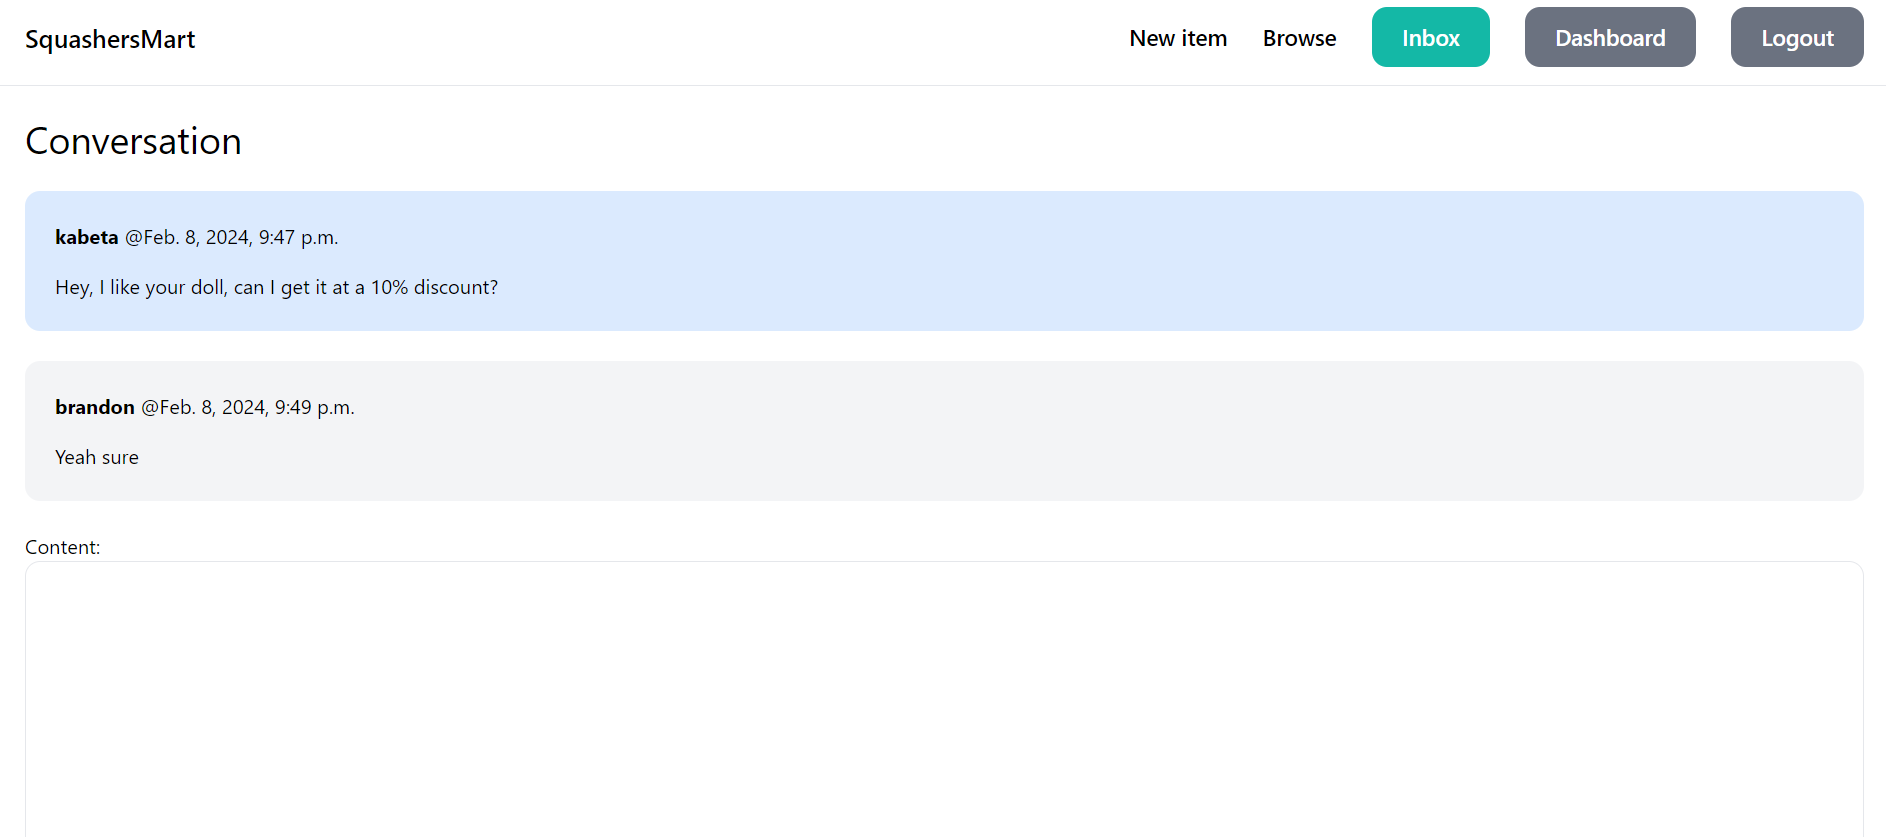 SquashersMart
New item Browse Inbox Dashboard Logout
Conversation
kabeta @Feb. 8, 2024, 9:47 p.m.
Hey, I like your doll, can I get it at a 10% discount?
brandon @Feb. 8, 2024, 9:49 p.m.
Yeah sure
Content: